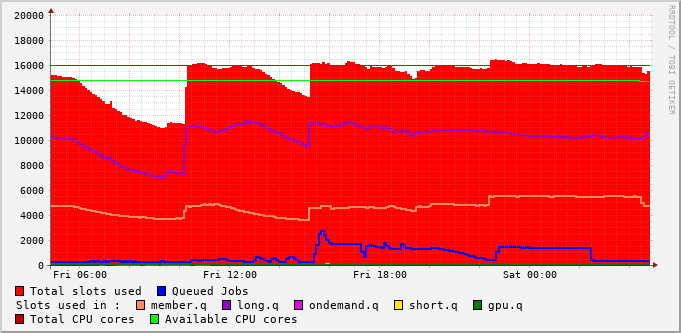 20000
18000
16000
14000
12000
10000
8000
6000
4000
2000
0
Fri 06:00 Fri 12:00 Fri 18:00 Sat 00:00
RRDTOOL / TOBI OETIKER
Total slots used Queued Jobs
Slots used in : member.q long.q ondemand.q short.q gpu.q
Total CPU cores Available CPU cores